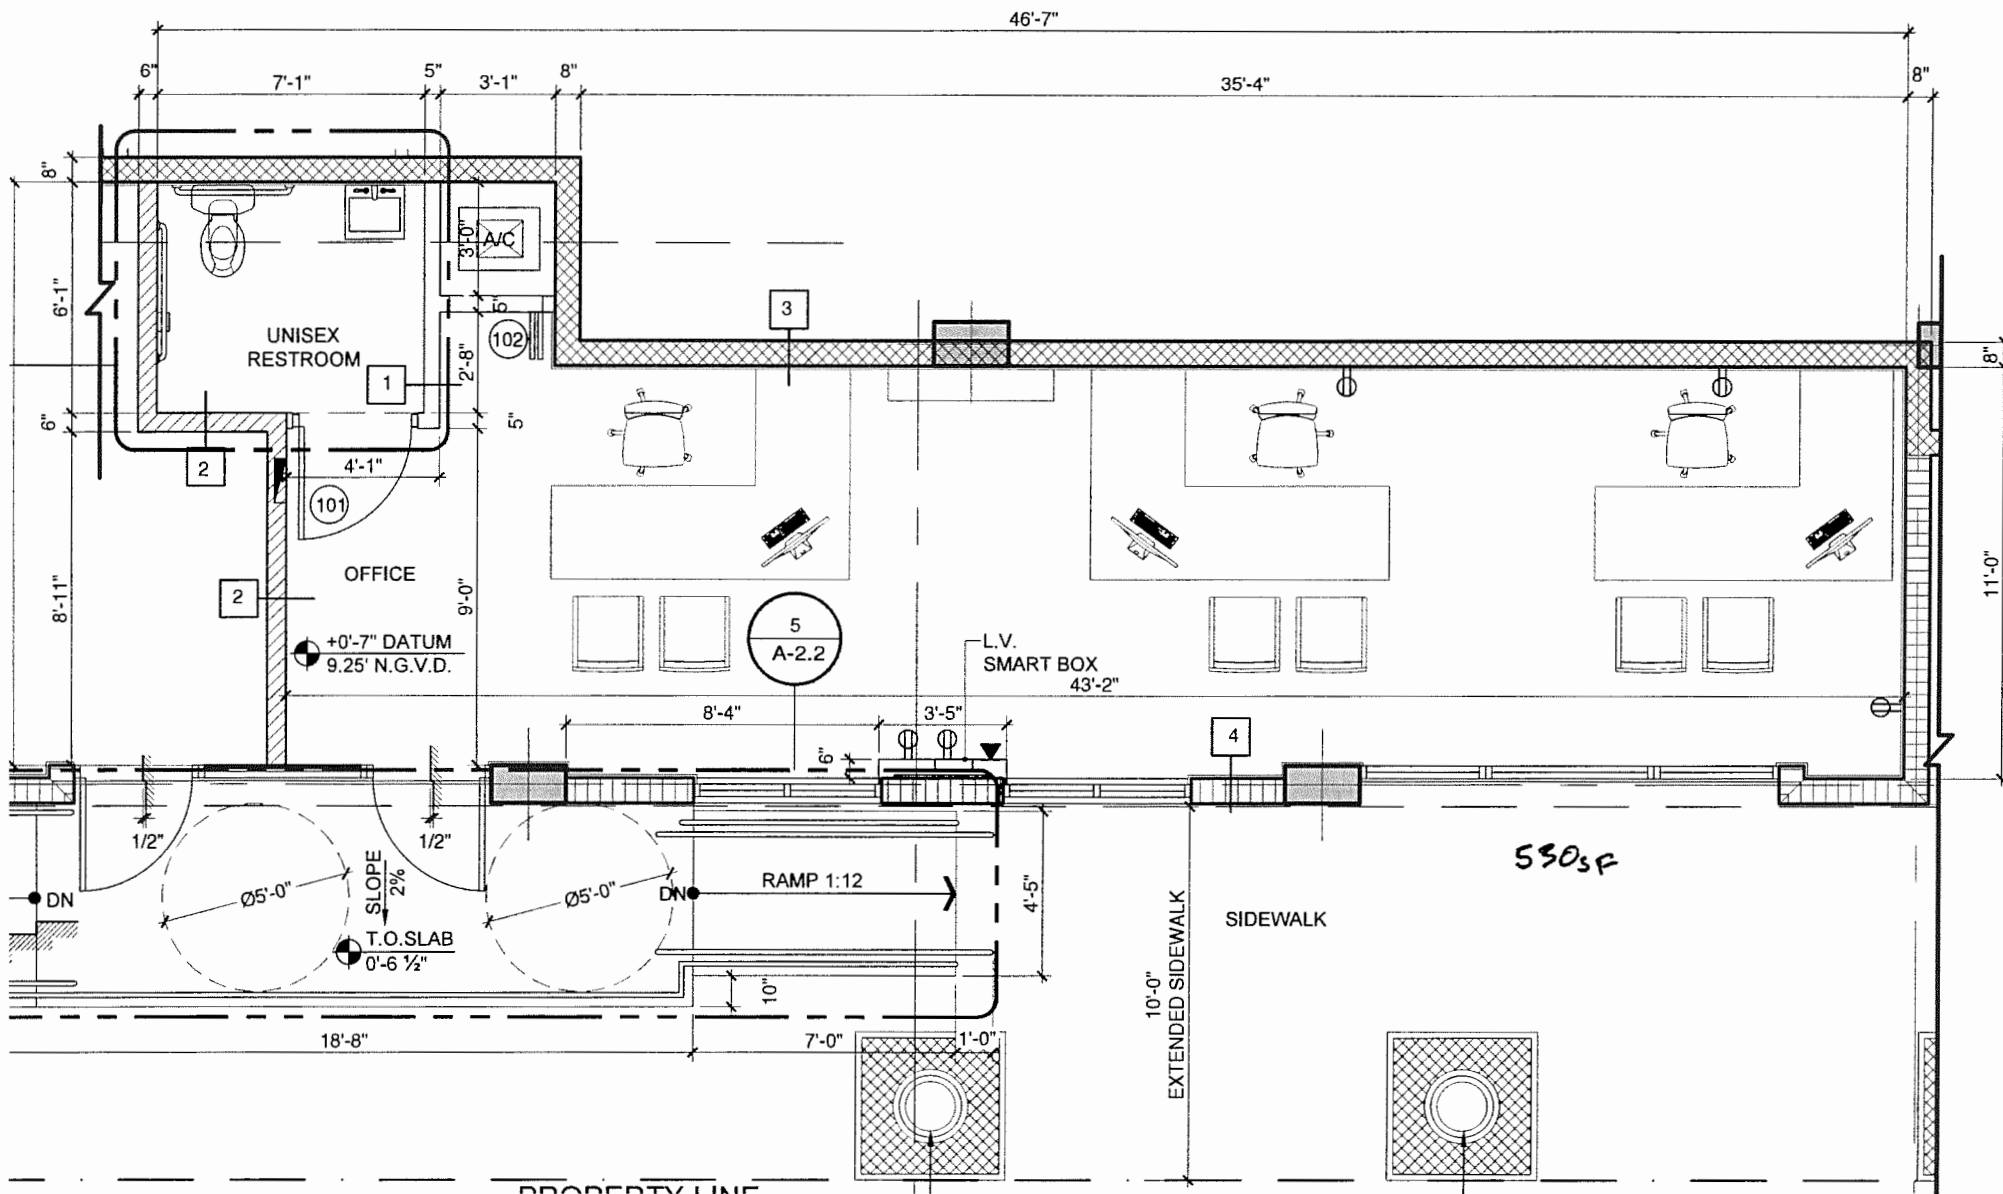 46'-7"
6"
7'-1"
5"
3'-1"
8"
35'-4"
8"
8"
A/C
3'-0"
6'-1"
5"
3
UNISEX
RESTROOM
102
8"
1
2'-8"
6"
5"
2
4'-1"
101
OFFICE
8'-11"
2
9'-0"
11'-0"
5
A-2.2
+0'-7" DATUM
9.25' N.G.V.D.
L.V.
SMART BOX
43'-2"
8'-4"
3'-5"
4
6"
1/2"
1/2"
530SF
SLOPE
2%
RAMP 1:12
DN
Ø5'-0"
Ø5'-0"
DN
4'-5"
SIDEWALK
T.O.SLAB
0'-6 ½"
10"
10'-0"
EXTENDED SIDEWALK
18'-8"
7'-0"
1'-0"
PROPERTY LINE